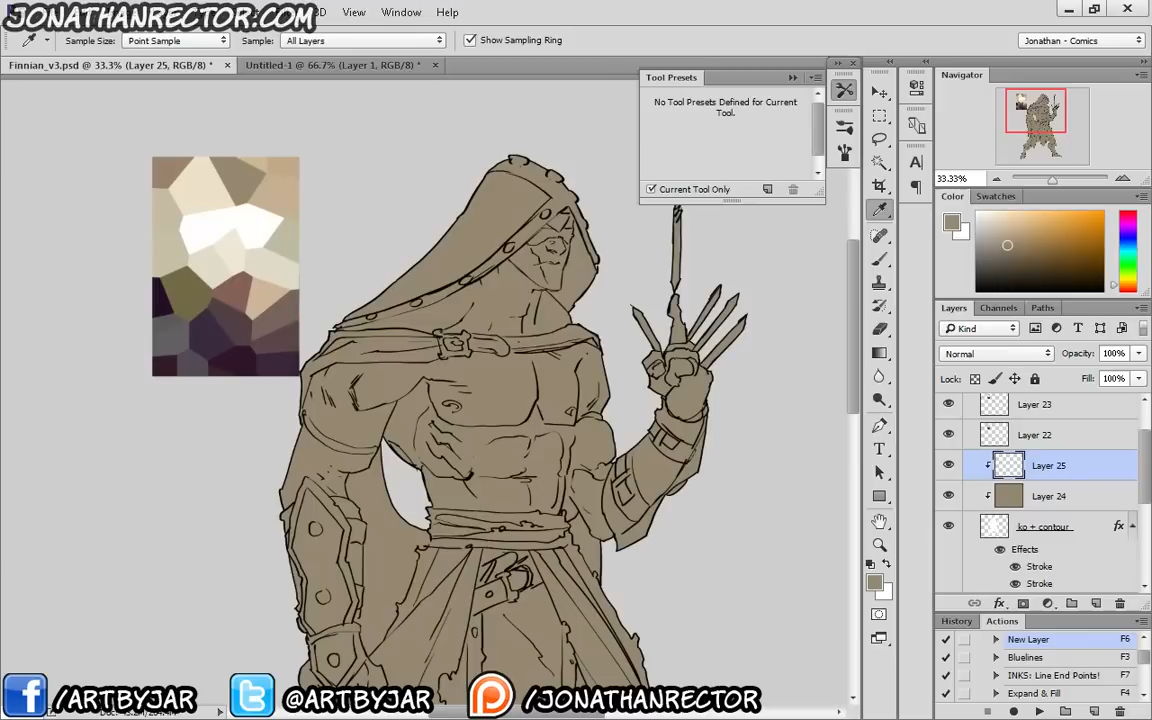 JONATHANRECTOR.COM
3D View Window Help
Sample Size: Point Sample Sample: All Layers Show Sampling Ring Jonathan - Comics
Finnian_v3.psd @ 33.3% (Layer 25, RGB/8) * × Untitled-1 @ 66.7% (Layer 1, RGB/8) * ×
Tool Presets
No Tool Presets Defined for Current
Tool.
Current Tool Only
Navigator
33.33%
Color Swatches
Layers Channels Paths
Kind
Normal Opacity: 100%
Lock: Fill: 100%
Layer 23
Layer 22
Layer 25
Layer 24
ko + contour fx
Effects
Stroke
Stroke
History Actions
New Layer F6
Bluelines F3
INKS: Line End Points! F7
Expand & Fill F4
/ARTBYJAR @ARTBYJAR /JONATHANRECTOR